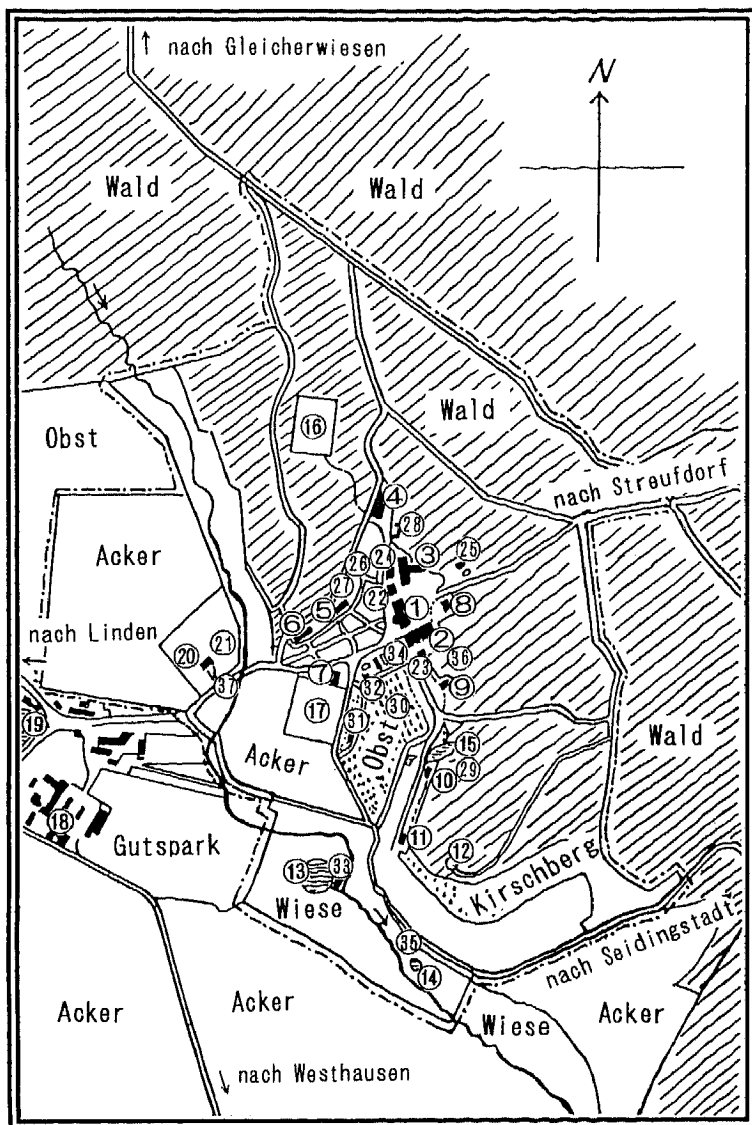 ↑ nach Gleicherwiesen
N
Wald
Wald
Wald
nach Streufdorf
Obst
⑯
④
㉘
Acker
㉔
③
㉕
㉖
㉗
㉒
⑤
①
⑧
⑥
nach Linden
㉑
②
⑳
㉞
㊱
⑦
㉓
㊲
㉜
⑨
⑰
㉚
⑲
㉛
Obst
Wald
Acker
⑮
⑩
㉙
⑱
Gutspark
⑪
⑫
Kirschberg
⑬
㉝
Wiese
nach Seidingstadt
㉟
⑭
Acker
Acker
Wiese
Acker
nach Westhausen